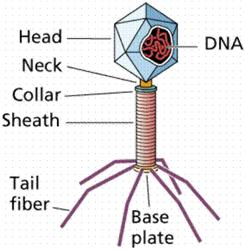 Head
DNA
Neck
Collar
Sheath
Tail
fiber
Base
plate